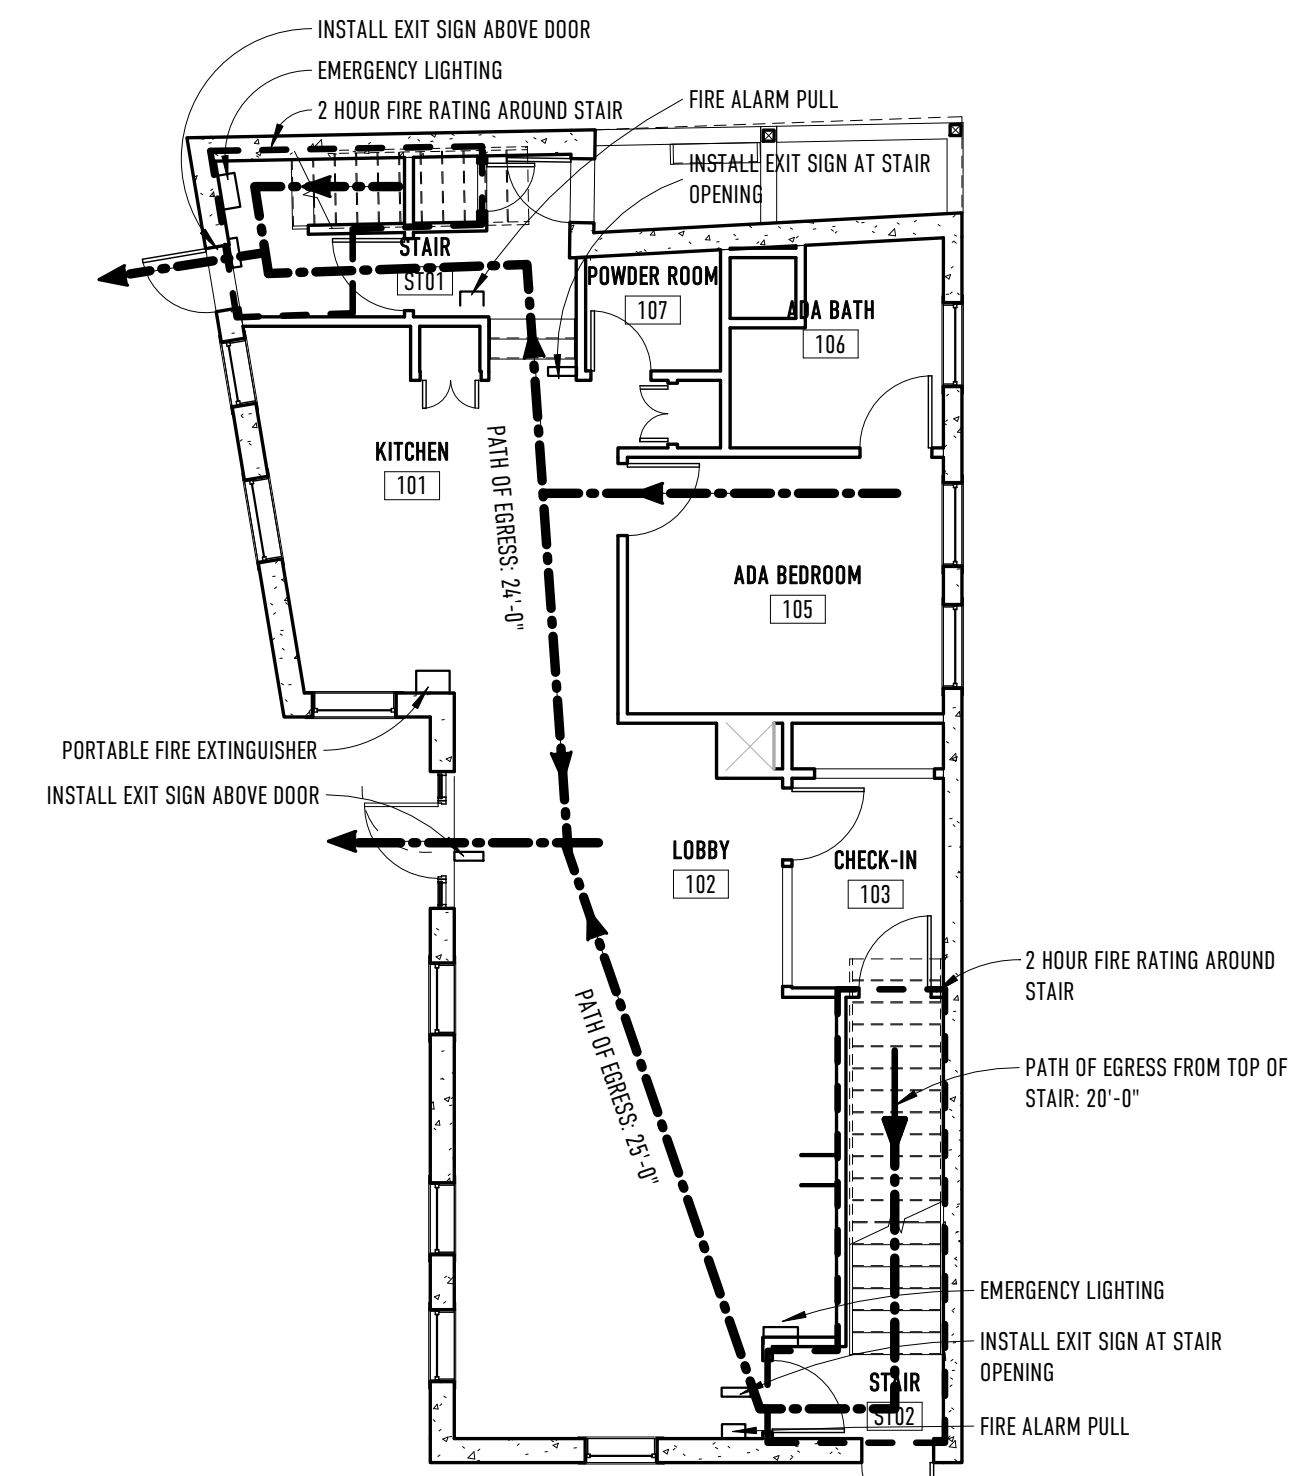 INSTALL EXIT SIGN ABOVE DOOR
EMERGENCY LIGHTING
2 HOUR FIRE RATING AROUND STAIR
FIRE ALARM PULL
INSTALL EXIT SIGN AT STAIR
OPENING
STAIR
ST01
POWDER ROOM
107
ADA BATH
106
KITCHEN
101
PATH OF EGRESS: 24'-0"
ADA BEDROOM
105
PORTABLE FIRE EXTINGUISHER
INSTALL EXIT SIGN ABOVE DOOR
LOBBY
102
CHECK-IN
103
2 HOUR FIRE RATING AROUND
STAIR
PATH OF EGRESS: 25'-0"
PATH OF EGRESS FROM TOP OF
STAIR: 20'-0"
EMERGENCY LIGHTING
INSTALL EXIT SIGN AT STAIR
OPENING
STAIR
ST02
FIRE ALARM PULL